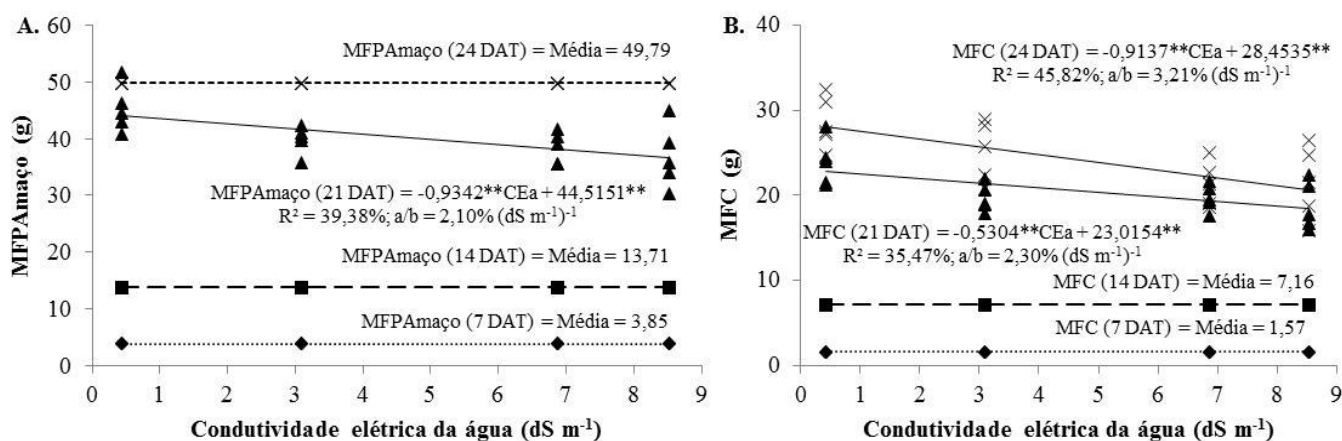 A.
MFPAmaço (g)
60
50
40
30
20
10
0
MFPAmaço (24 DAT) = Média = 49,79
MFPAmaço (21 DAT) = -0,9342**CEa + 44,5151**
R² = 39,38%; a/b = 2,10% (dS m⁻¹)⁻¹
MFPAmaço (14 DAT) = Média = 13,71
MFPAmaço (7 DAT) = Média = 3,85
0 1 2 3 4 5 6 7 8 9
Condutividade elétrica da água (dS m⁻¹)
B.
MFC (g)
40
30
20
10
0
MFC (24 DAT) = -0,9137**CEa + 28,4535**
R² = 45,82%; a/b = 3,21% (dS m⁻¹)⁻¹
MFC (21 DAT) = -0,5304**CEa + 23,0154**
R² = 35,47%; a/b = 2,30% (dS m⁻¹)⁻¹
MFC (14 DAT) = Média = 7,16
MFC (7 DAT) = Média = 1,57
0 1 2 3 4 5 6 7 8 9
Condutividade elétrica da água (dS m⁻¹)